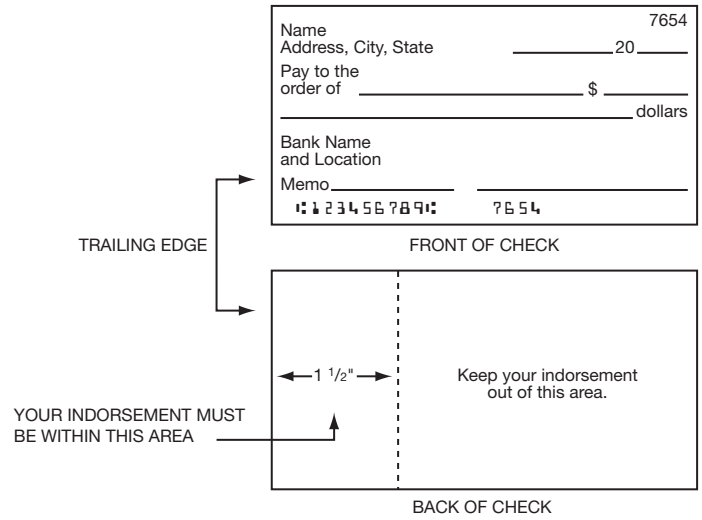 7654
Name
Address, City, State 20
Pay to the
order of $
dollars
Bank Name
and Location
Memo
⑆123456789⑆ 7654
TRAILING EDGE
FRONT OF CHECK
1 1/2"
Keep your indorsement
out of this area.
YOUR INDORSEMENT MUST
BE WITHIN THIS AREA
BACK OF CHECK